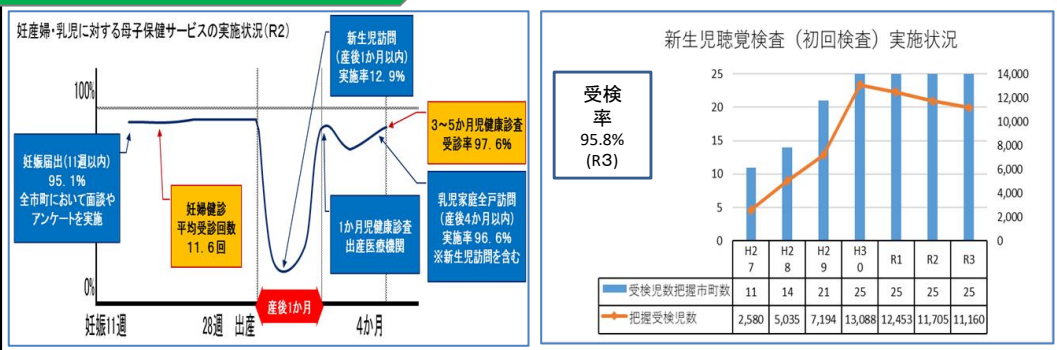 妊産婦・乳児に対する母子保健サービスの実施状況(R2)
100%
0%
妊娠届出(11週以内)
95.1%
全市町において面談や
アンケートを実施
妊婦健診
平均受診回数
11.6回
新生児訪問
(産後1か月以内)
実施率12.9%
1か月児健康診査
出産医療機関
3~5か月児健康診査
受診率97.6%
乳児家庭全戸訪問
(産後4か月以内)
実施率96.6%
※新生児訪問を含む
産後1か月
妊娠11週 28週 出産 4か月
受検
率
95.8%
(R3)
新生児聴覚検査(初回検査)実施状況
25
20
15
10
5
0
14,000
12,000
10,000
8,000
6,000
4,000
2,000
0
H27 H28 H29 H30 R1 R2 R3
受検児数把握市町数 11 14 21 25 25 25 25
把握受検児数 2,580 5,035 7,194 13,088 12,453 11,705 11,160